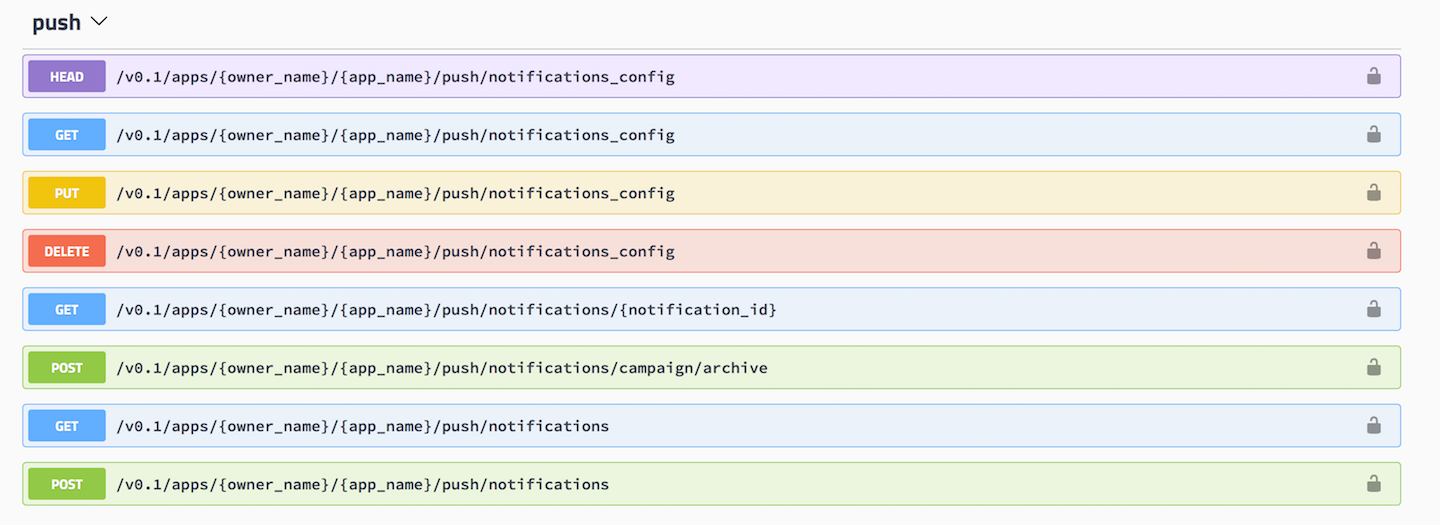 push
HEAD /v0.1/apps/{owner_name}/{app_name}/push/notifications_config
GET /v0.1/apps/{owner_name}/{app_name}/push/notifications_config
PUT /v0.1/apps/{owner_name}/{app_name}/push/notifications_config
DELETE /v0.1/apps/{owner_name}/{app_name}/push/notifications_config
GET /v0.1/apps/{owner_name}/{app_name}/push/notifications/{notification_id}
POST /v0.1/apps/{owner_name}/{app_name}/push/notifications/campaign/archive
GET /v0.1/apps/{owner_name}/{app_name}/push/notifications
POST /v0.1/apps/{owner_name}/{app_name}/push/notifications